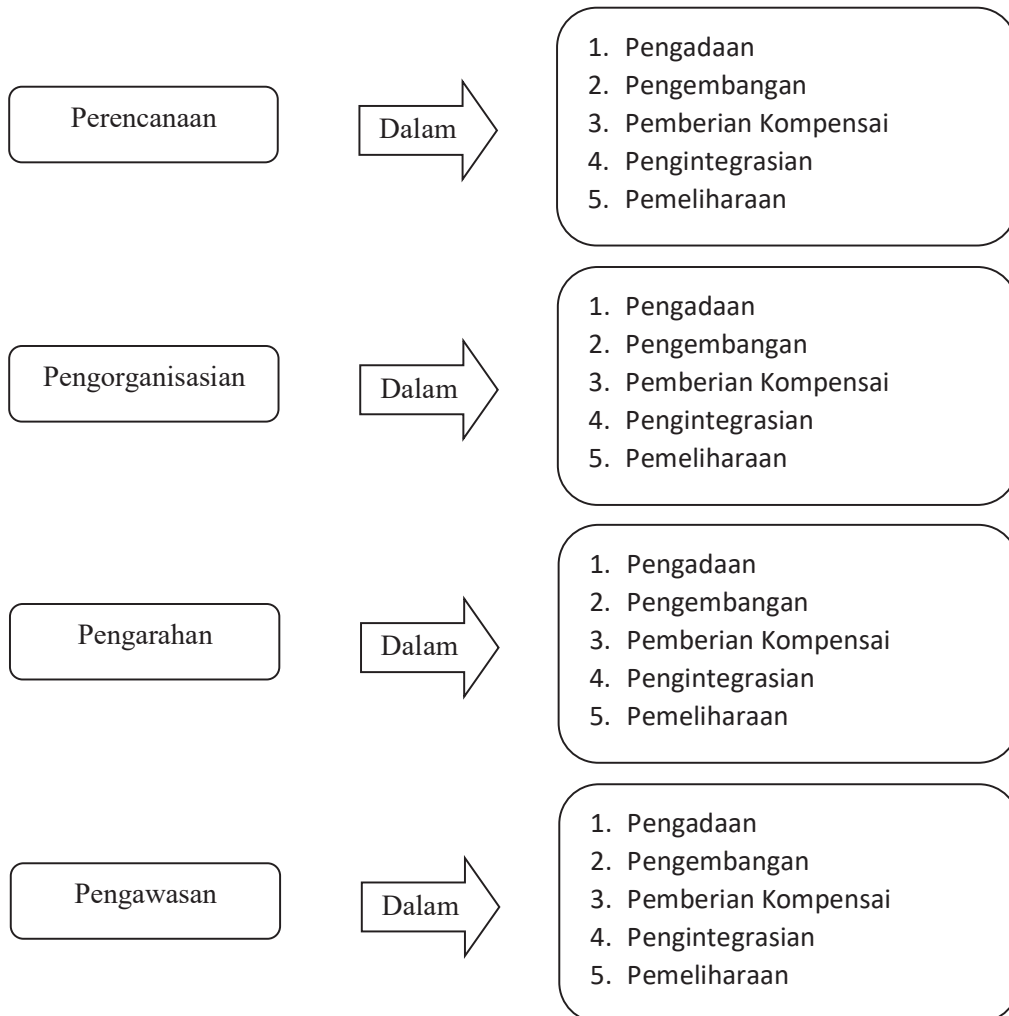 Perencanaan
Dalam
1. Pengadaan
2. Pengembangan
3. Pemberian Kompensai
4. Pengintegrasian
5. Pemeliharaan
Pengorganisasian
Dalam
1. Pengadaan
2. Pengembangan
3. Pemberian Kompensai
4. Pengintegrasian
5. Pemeliharaan
Pengarahan
Dalam
1. Pengadaan
2. Pengembangan
3. Pemberian Kompensai
4. Pengintegrasian
5. Pemeliharaan
Pengawasan
Dalam
1. Pengadaan
2. Pengembangan
3. Pemberian Kompensai
4. Pengintegrasian
5. Pemeliharaan